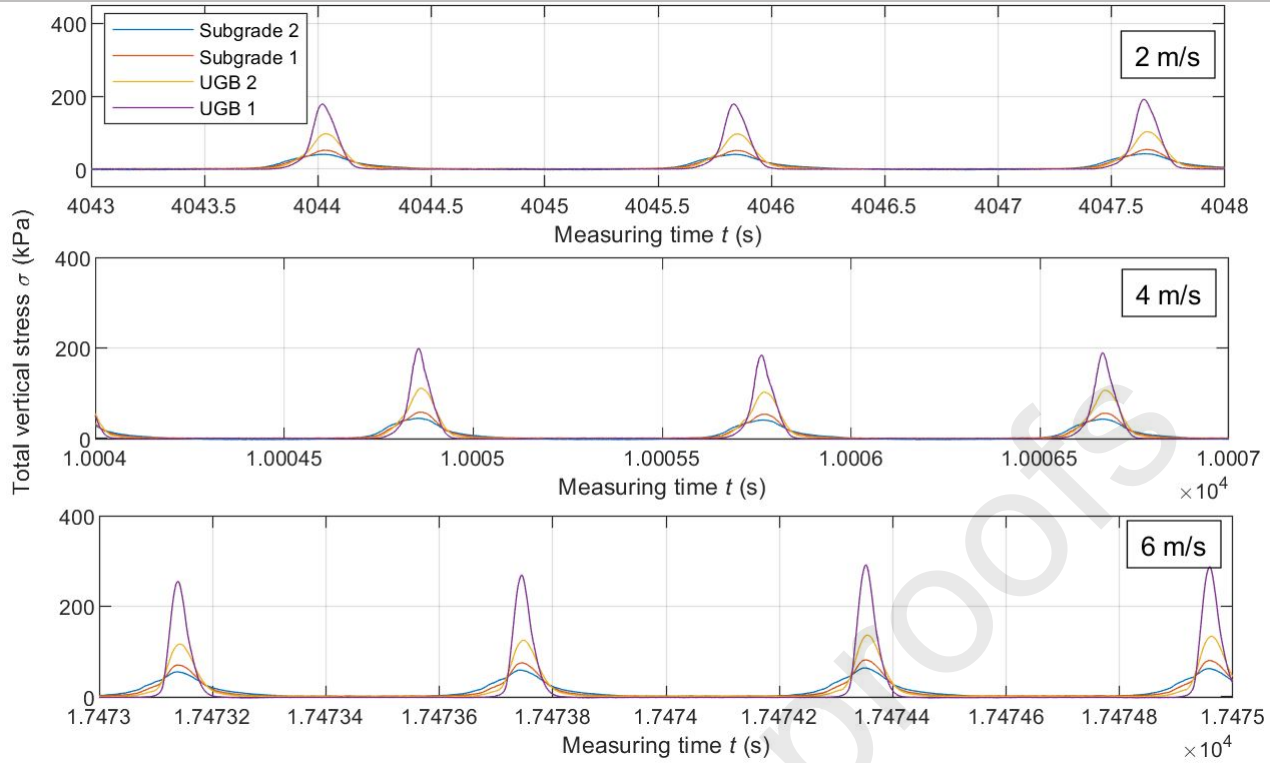 Total vertical stress σ (kPa)
400
200
0
Subgrade 2
Subgrade 1
UGB 2
UGB 1
2 m/s
4043 4043.5 4044 4044.5 4045 4045.5 4046 4046.5 4047 4047.5 4048
Measuring time t (s)
400
200
0
4 m/s
1.0004 1.00045 1.0005 1.00055 1.0006 1.00065 1.0007
Measuring time t (s)
×10⁴
400
200
0
6 m/s
1.7473 1.74732 1.74734 1.74736 1.74738 1.7474 1.74742 1.74744 1.74746 1.74748 1.7475
Measuring time t (s)
×10⁴
proofs